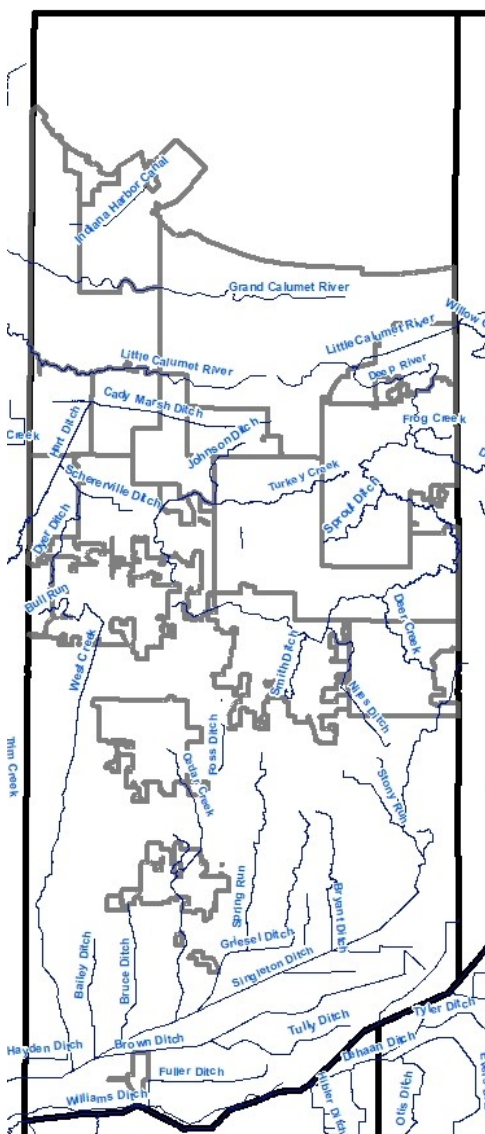 Indiana Harbor Canal
Grand Calumet River
Willow C
Little Calumet River
Little Calumet River
Deep River
Cady Marsh Ditch
Hart Ditch
Frog Creek
Creek
Johnson Ditch
D
Schererville Ditch
Turkey Creek
Sprout Ditch
Dyer Ditch
Bull Run
Deer Creek
West Creek
Smith Ditch
Niles Ditch
Foss Ditch
Trim Creek
Cedar Creek
Stony Run
Spring Run
Bryant Ditch
Griesel Ditch
Bailey Ditch
Bruce Ditch
Singleton Ditch
Tyler Ditch
Tully Ditch
Hayden Ditch
Brown Ditch
Dehaan Ditch
Fuller Ditch
Williams Ditch
Hibler Ditch
Otis Ditch